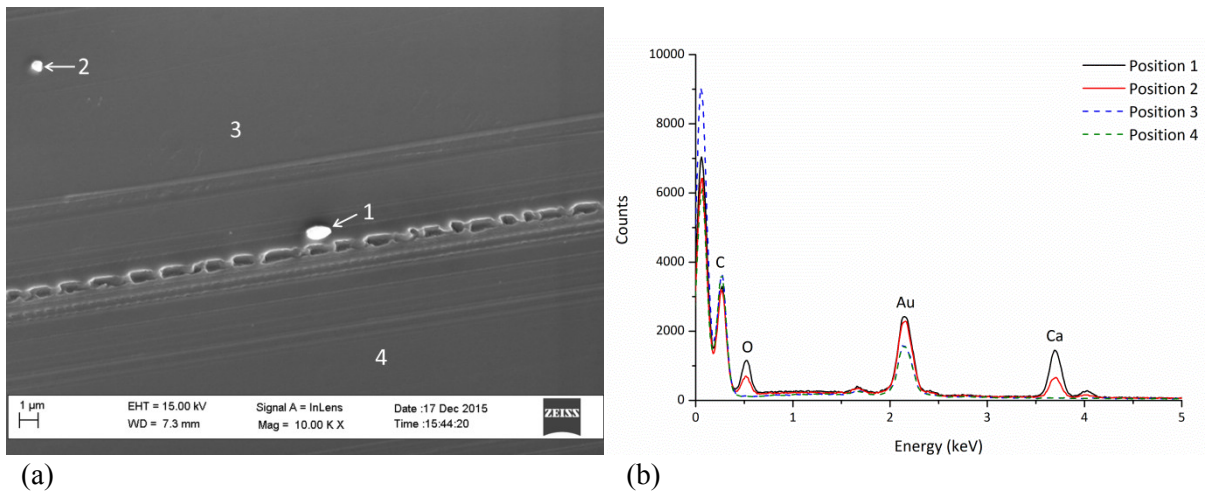 2
3
1
4
1 µm
EHT = 15.00 kV
WD = 7.3 mm
Signal A = InLens
Mag = 10.00 K X
Date :17 Dec 2015
Time :15:44:20
ZEISS
(a)
10000
8000
6000
4000
2000
0
Counts
0 1 2 3 4 5
Energy (keV)
C
O
Au
Ca
Position 1
Position 2
Position 3
Position 4
(b)